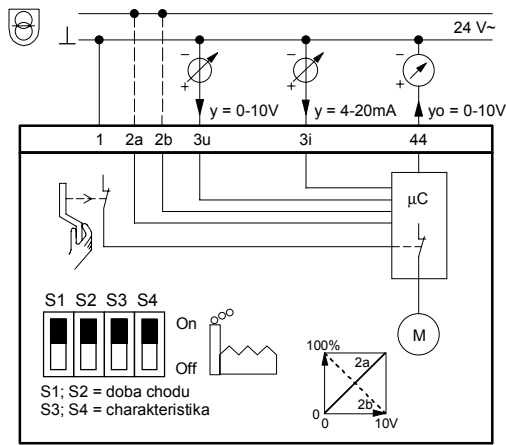 24 V~
− − −
+ + +
y = 0-10V y = 4-20mA yo = 0-10V
1 2a 2b 3u 3i 44
µC
S1 S2 S3 S4
On
Off
M
100%
2a
2b
0
0 10V
S1; S2 = doba chodu
S3; S4 = charakteristika